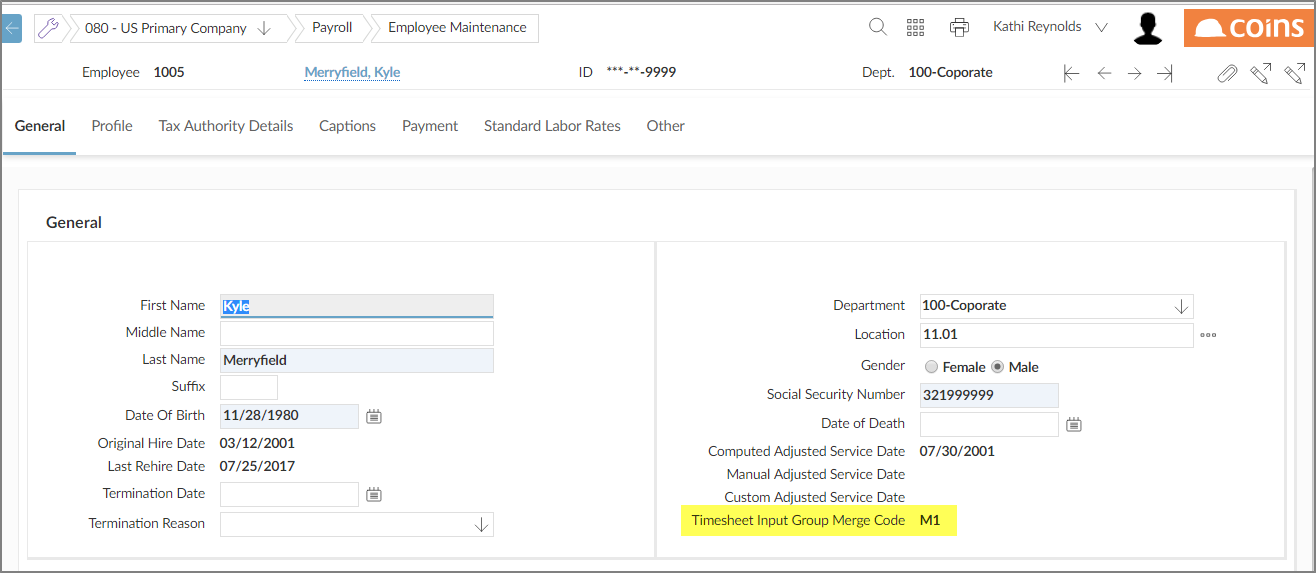 080 - US Primary Company Payroll Employee Maintenance Kathi Reynolds coins
Employee 1005 Merryfield, Kyle ID ***-**-9999 Dept. 100-Coporate
General Profile Tax Authority Details Captions Payment Standard Labor Rates Other
General
First Name Kyle
Middle Name
Last Name Merryfield
Suffix
Date Of Birth 11/28/1980
Original Hire Date 03/12/2001
Last Rehire Date 07/25/2017
Termination Date
Termination Reason
Department 100-Coporate
Location 11.01
Gender Female Male
Social Security Number 321999999
Date of Death
Computed Adjusted Service Date 07/30/2001
Manual Adjusted Service Date
Custom Adjusted Service Date
Timesheet Input Group Merge Code M1